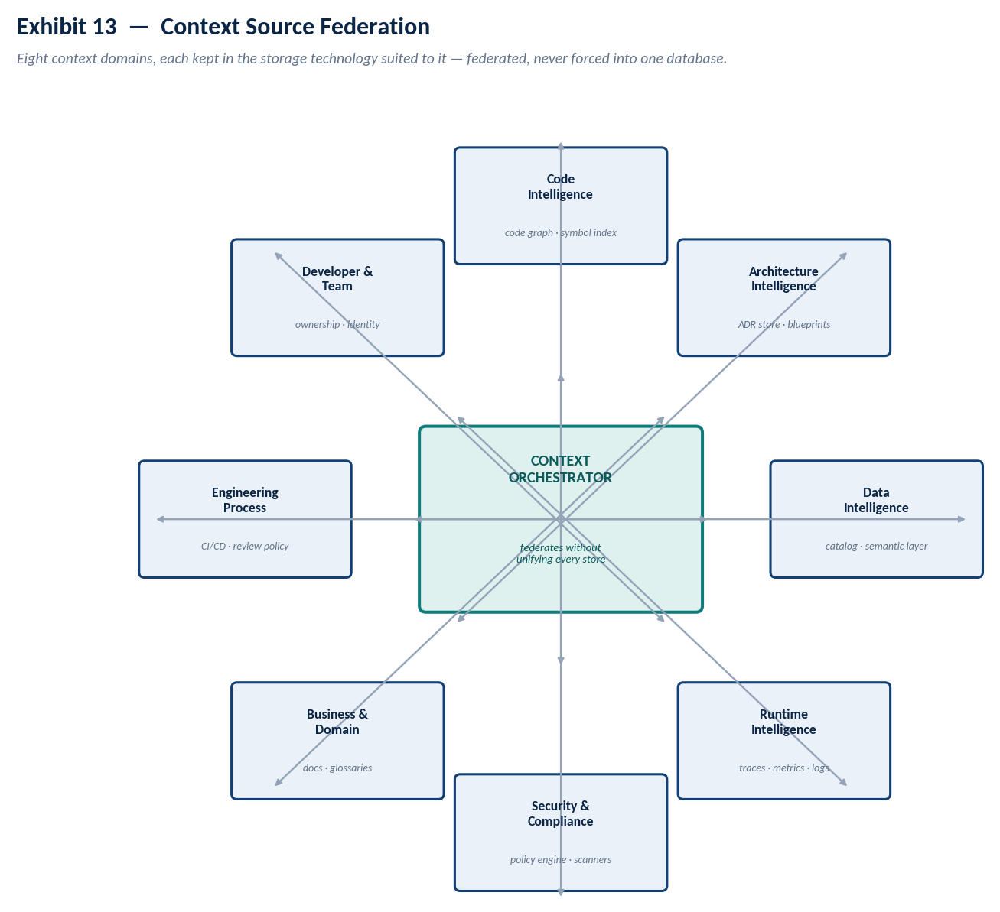 Exhibit 13 — Context Source Federation
Eight context domains, each kept in the storage technology suited to it — federated, never forced into one database.
Code
Intelligence
code graph · symbol index
Developer &
Team
ownership · identity
Architecture
Intelligence
ADR store · blueprints
CONTEXT
ORCHESTRATOR
federates without
unifying every store
Engineering
Process
CI/CD · review policy
Data
Intelligence
catalog · semantic layer
Business &
Domain
docs · glossaries
Runtime
Intelligence
traces · metrics · logs
Security &
Compliance
policy engine · scanners